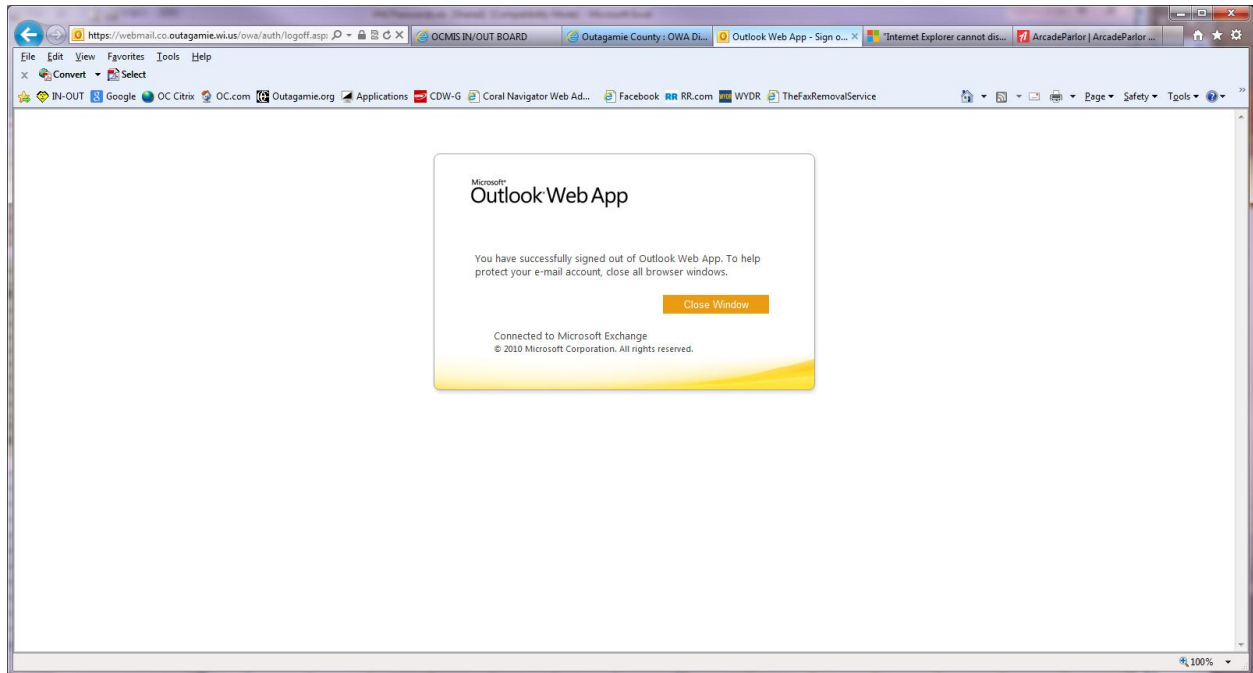 https://webmail.co.outagamie.wi.us/owa/auth/logoff.asp:
OCMIS IN/OUT BOARD
Outagamie County : OWA Di...
Outlook Web App - Sign o...
"Internet Explorer cannot dis...
ArcadeParlor | ArcadeParlor ...
File Edit View Favorites Tools Help
x Convert Select
IN-OUT Google OC Citrix OC.com Outagamie.org Applications CDW-G Coral Navigator Web Ad... Facebook RR RR.com WYDR TheFaxRemovalService Page Safety Tools
Microsoft®
Outlook Web App
You have successfully signed out of Outlook Web App. To help
protect your e-mail account, close all browser windows.
Close Window
Connected to Microsoft Exchange
© 2010 Microsoft Corporation. All rights reserved.
100%